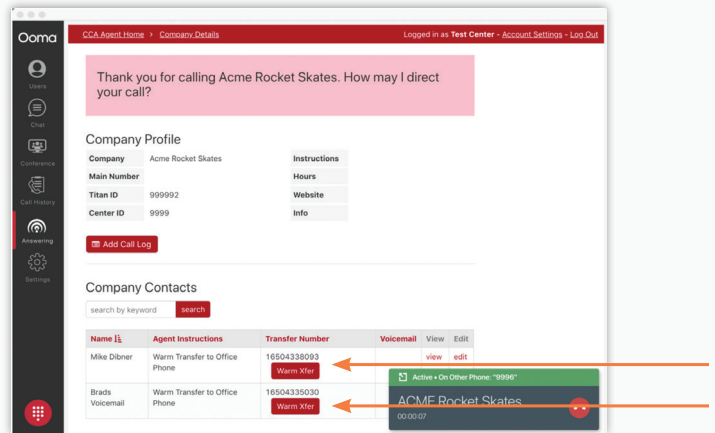 Ooma
CCA Agent Home > Company Details
Logged in as Test Center - Account Settings - Log Out
Users
Chat
Conference
Call History
Answering
Settings
Thank you for calling Acme Rocket Skates. How may I direct
your call?
Company Profile
Company Acme Rocket Skates Instructions
Main Number Hours
Titan ID 999992 Website
Center ID 9999 Info
Add Call Log
Company Contacts
search by keyword search
Name Agent Instructions Transfer Number Voicemail View Edit
Mike Dibner Warm Transfer to Office 16504338093 view edit
Phone Warm Xfer
Brads Warm Transfer to Office 16504335030
Voicemail Phone Warm Xfer
Active • On Other Phone: "9996"
ACME Rocket Skates
00:00:07